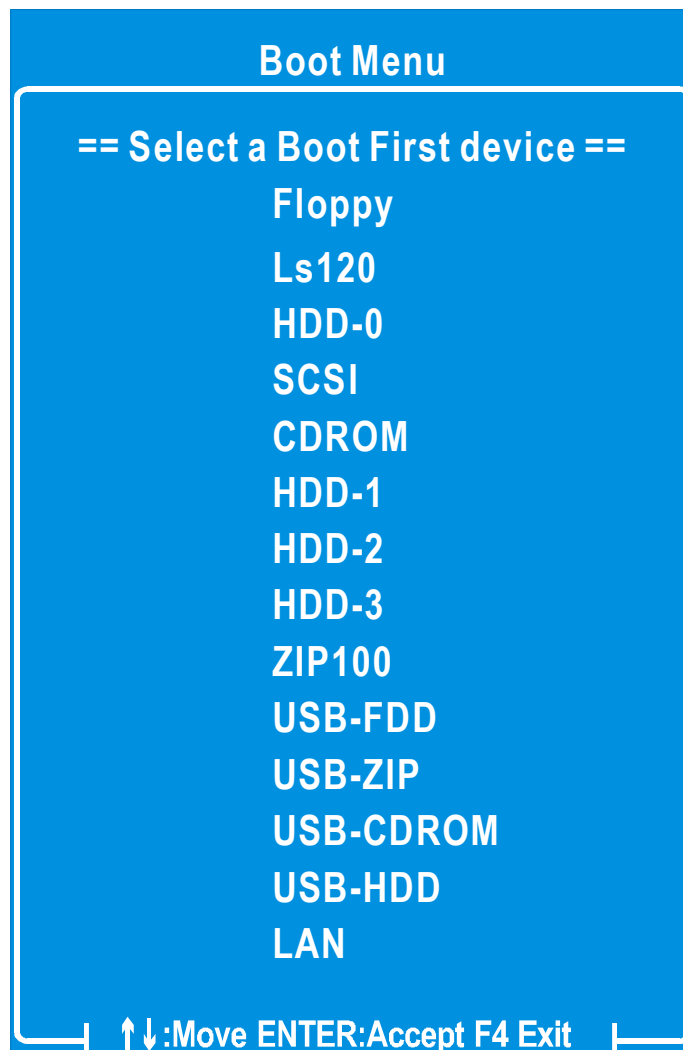 Boot Menu
== Select a Boot First device ==
Floppy
Ls120
HDD-0
SCSI
CDROM
HDD-1
HDD-2
HDD-3
ZIP100
USB-FDD
USB-ZIP
USB-CDROM
USB-HDD
LAN
↑↓:Move ENTER:Accept F4 Exit